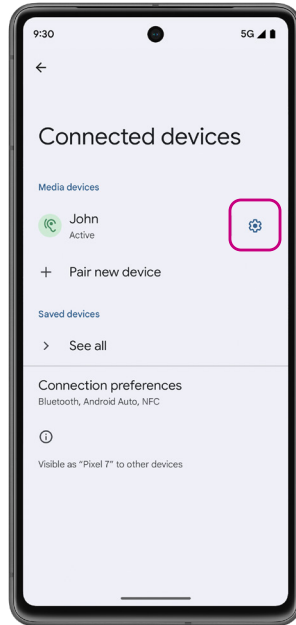 9:30 5G
Connected devices
Media devices
John
Active
Pair new device
Saved devices
See all
Connection preferences
Bluetooth, Android Auto, NFC
Visible as “Pixel 7” to other devices